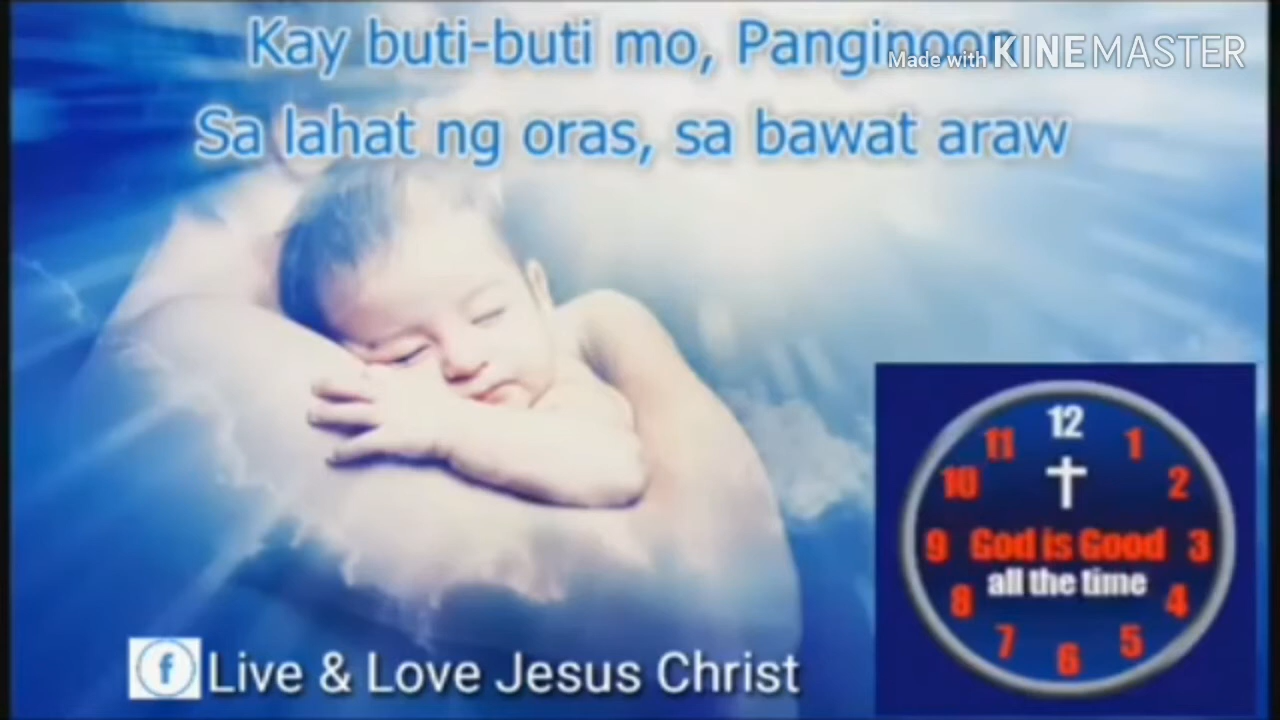 Kay buti-buti mo, Panginoon
Made with KINEMASTER
Sa lahat ng oras, sa bawat araw
12
11
1
10
2
9
God is Good
3
all the time
8
4
7
5
6
f
Live & Love Jesus Christ